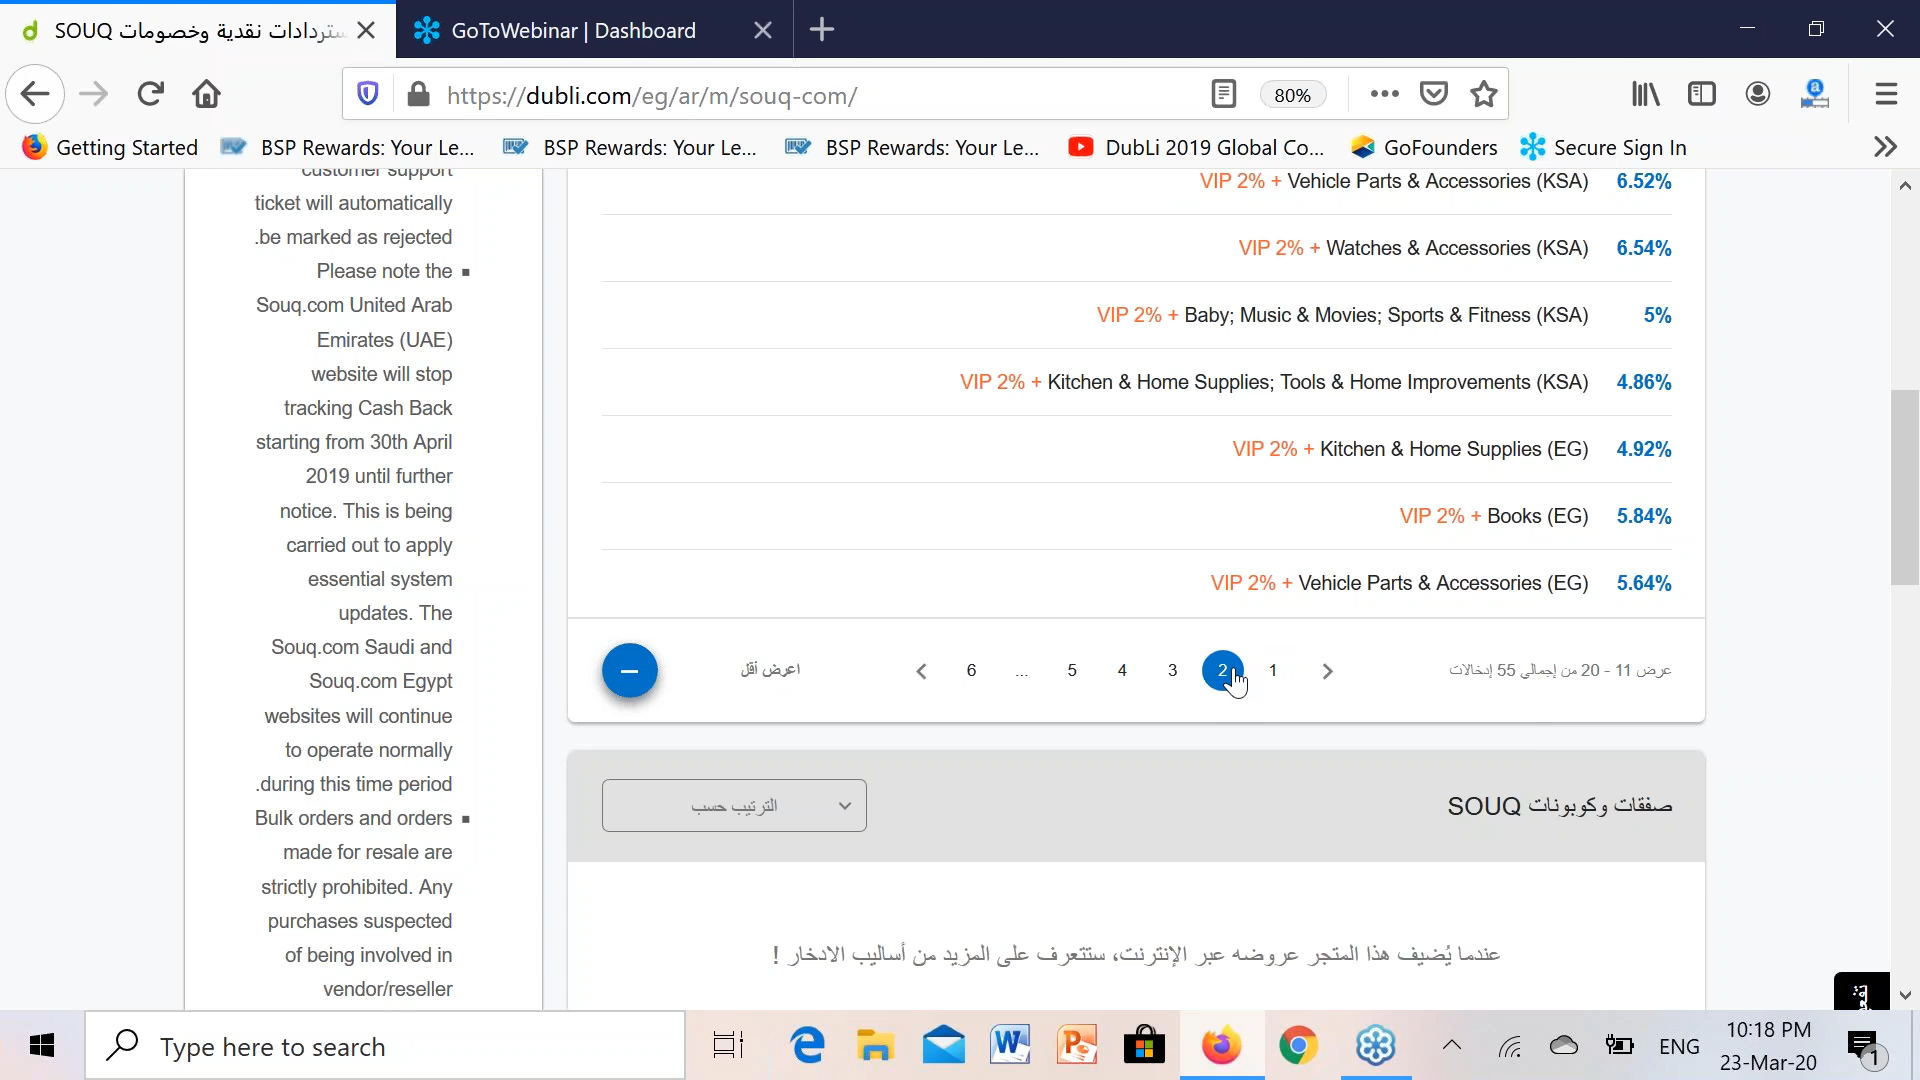 SOUQ ستردادات نقدية وخصومات
GoToWebinar | Dashboard
https://dubli.com/eg/ar/m/souq-com/
80%
Getting Started
BSP Rewards: Your Le...
BSP Rewards: Your Le...
BSP Rewards: Your Le...
DubLi 2019 Global Co...
GoFounders
Secure Sign In
customer support
ticket will automatically
.be marked as rejected
Please note the
Souq.com United Arab
Emirates (UAE)
website will stop
tracking Cash Back
starting from 30th April
2019 until further
notice. This is being
carried out to apply
essential system
updates. The
Souq.com Saudi and
Souq.com Egypt
websites will continue
to operate normally
.during this time period
Bulk orders and orders
made for resale are
strictly prohibited. Any
purchases suspected
of being involved in
vendor/reseller
VIP 2% + Vehicle Parts & Accessories (KSA) 6.52%
VIP 2% + Watches & Accessories (KSA) 6.54%
VIP 2% + Baby; Music & Movies; Sports & Fitness (KSA) 5%
VIP 2% + Kitchen & Home Supplies; Tools & Home Improvements (KSA) 4.86%
VIP 2% + Kitchen & Home Supplies (EG) 4.92%
VIP 2% + Books (EG) 5.84%
VIP 2% + Vehicle Parts & Accessories (EG) 5.64%
عرض 11 - 20 من إجمالي 55 إدخالات
1 2 3 4 5 ... 6
اعرض أقل
صفقات وكوبونات SOUQ
الترتيب حسب
عندما يُضيف هذا المتجر عروضه عبر الإنترنت، ستتعرف على المزيد من أساليب الادخار !
Type here to search
ENG
10:18 PM
23-Mar-20
1